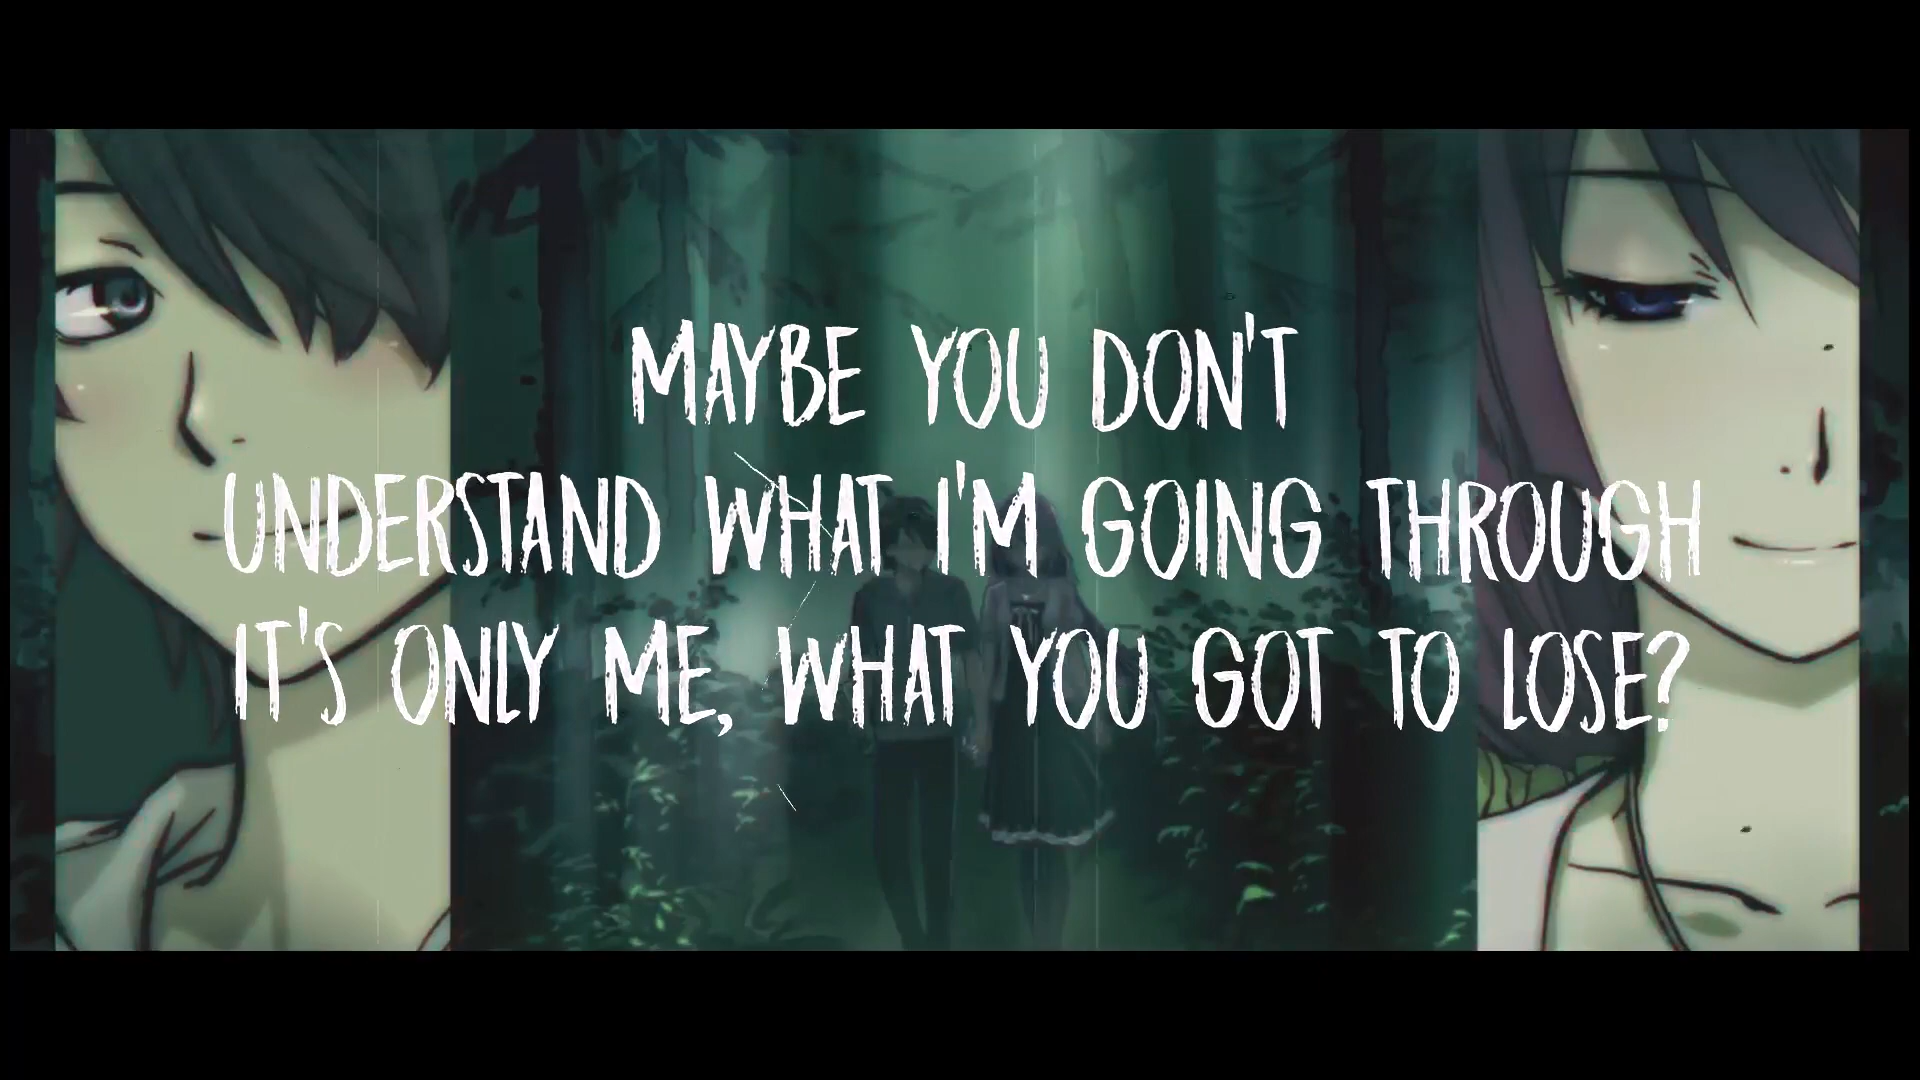 MAYBE YOU DON'T
UNDERSTAND WHAT I'M GOING THROUGH
IT'S ONLY ME, WHAT YOU GOT TO LOSE?